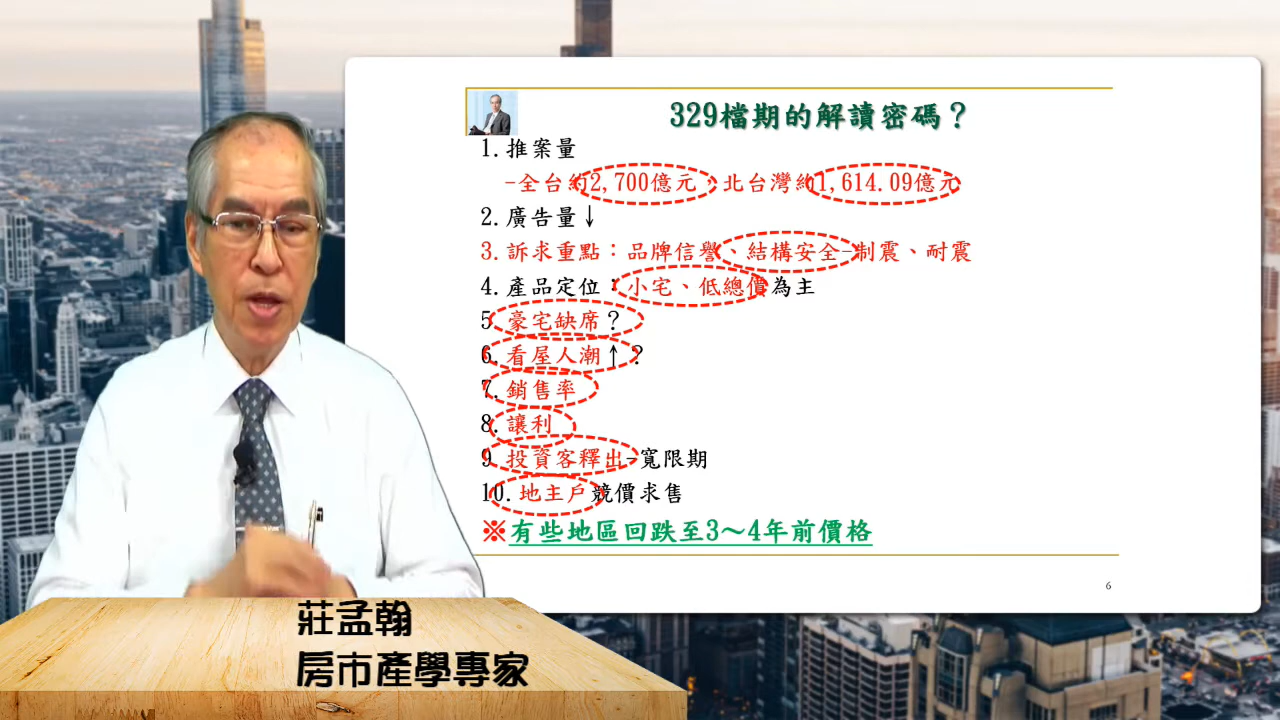 329檔期的解讀密碼？
1.推案量
-全台約2,700億元，北台灣約1,614.09億元
2.廣告量↓
3.訴求重點：品牌信譽、結構安全-制震、耐震
4.產品定位：小宅、低總價為主
5.豪宅缺席？
6.看屋人潮↑？
7.銷售率
8.讓利
9.投資客釋出-寬限期
10.地主戶競價求售
※有些地區回跌至3～4年前價格
6
莊孟翰
房市產學專家